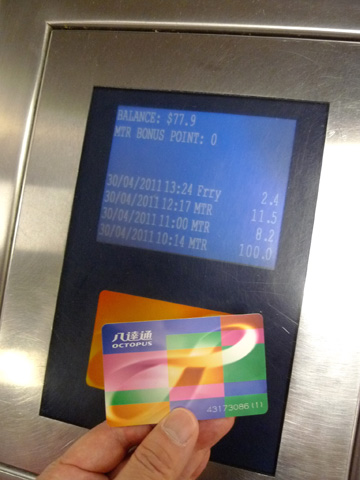 BALANCE: $77.9
MTR BONUS POINT: 0
30/04/2011 13:24 Frry 2.4
30/04/2011 12:17 MTR 11.5
30/04/2011 11:00 MTR 8.2
30/04/2011 10:14 MTR 100.0
八達通
OCTOPUS